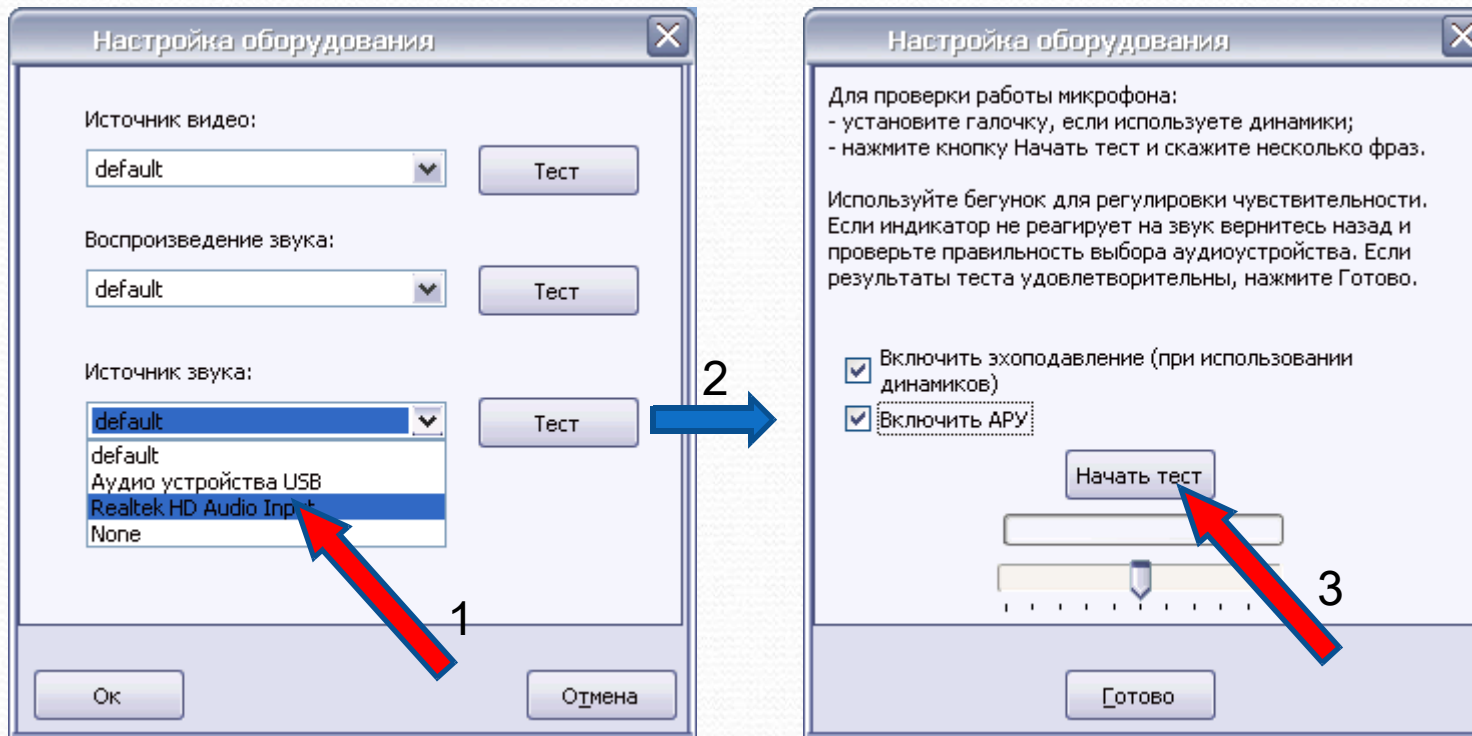 Настройка оборудования
Источник видео:
default
Тест
Воспроизведение звука:
default
Тест
Источник звука:
default
Тест
default
Аудио устройства USB
Realtek HD Audio Input
None
1
Ок
Отмена
2
Настройка оборудования
Для проверки работы микрофона:
- установите галочку, если используете динамики;
- нажмите кнопку Начать тест и скажите несколько фраз.
Используйте бегунок для регулировки чувствительности.
Если индикатор не реагирует на звук вернитесь назад и
проверьте правильность выбора аудиоустройства. Если
результаты теста удовлетворительны, нажмите Готово.
Включить эхоподавление (при использовании
динамиков)
Включить АРУ
Начать тест
3
Готово